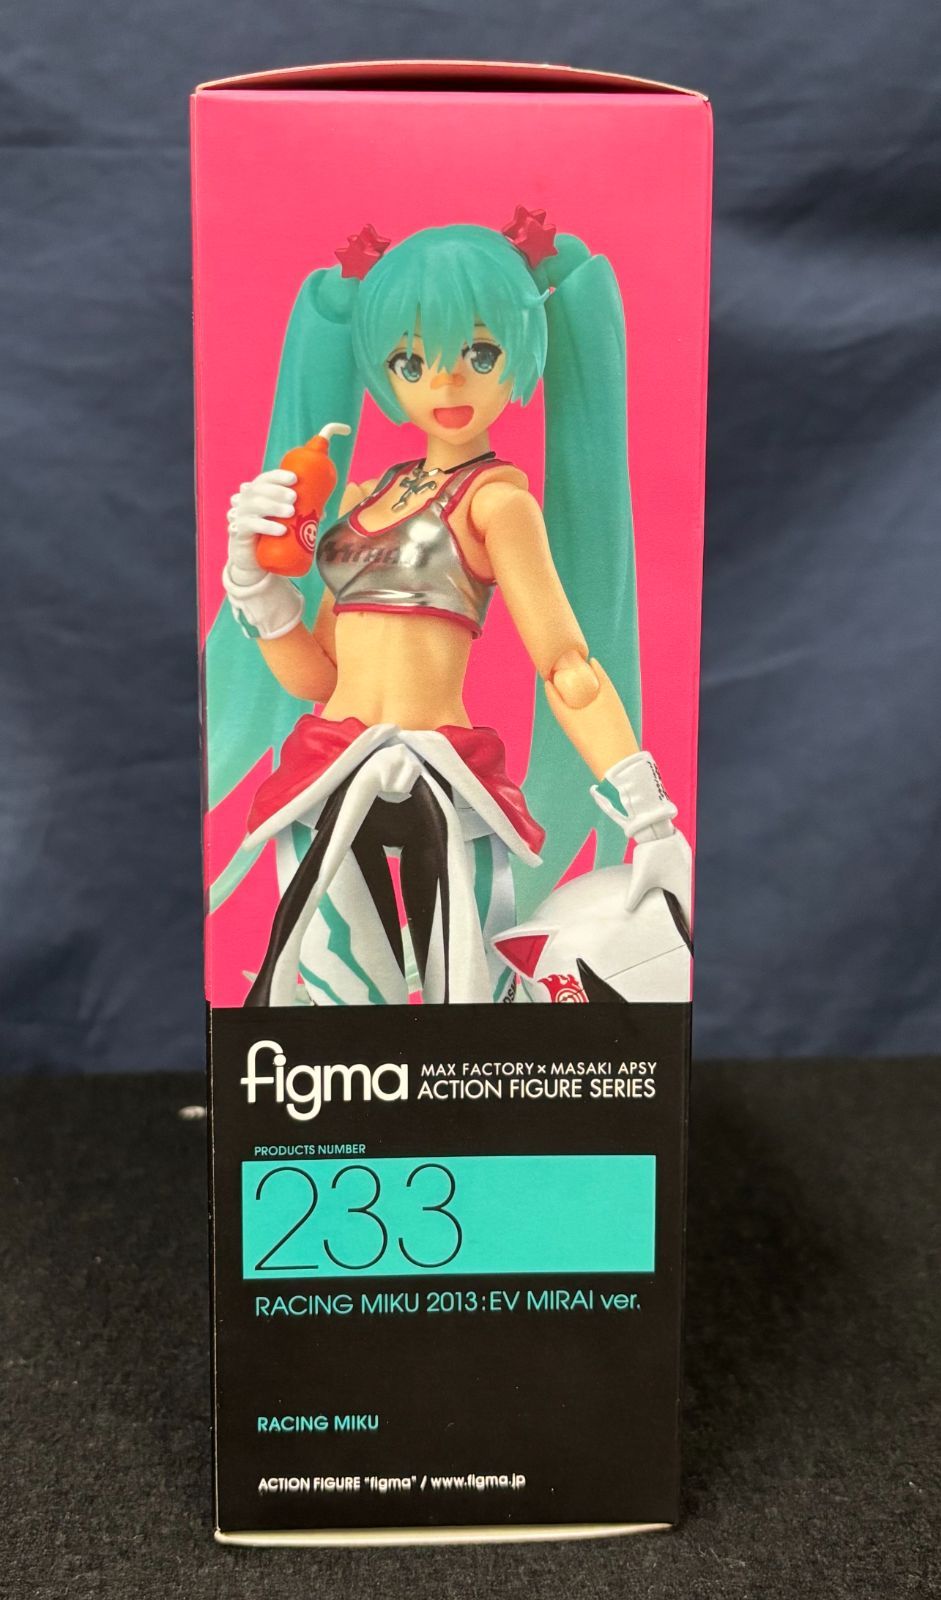 figma
MAX FACTORY × MASAKI APSY
ACTION FIGURE SERIES
PRODUCTS NUMBER
233
RACING MIKU 2013:EV MIRAI ver.
RACING MIKU
ACTION FIGURE "figma" / www.figma.jp